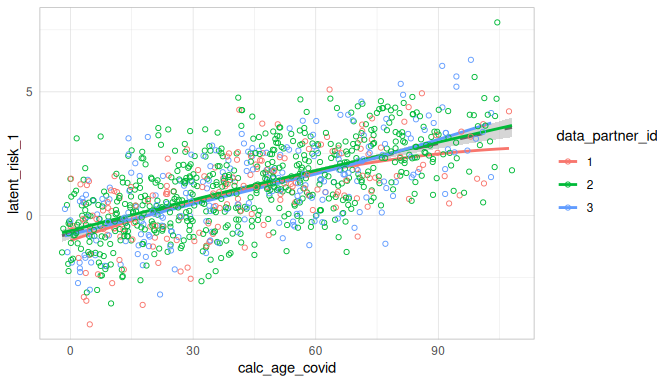 latent_risk_1
5
0
0 30 60 90
calc_age_covid
data_partner_id
1
2
3